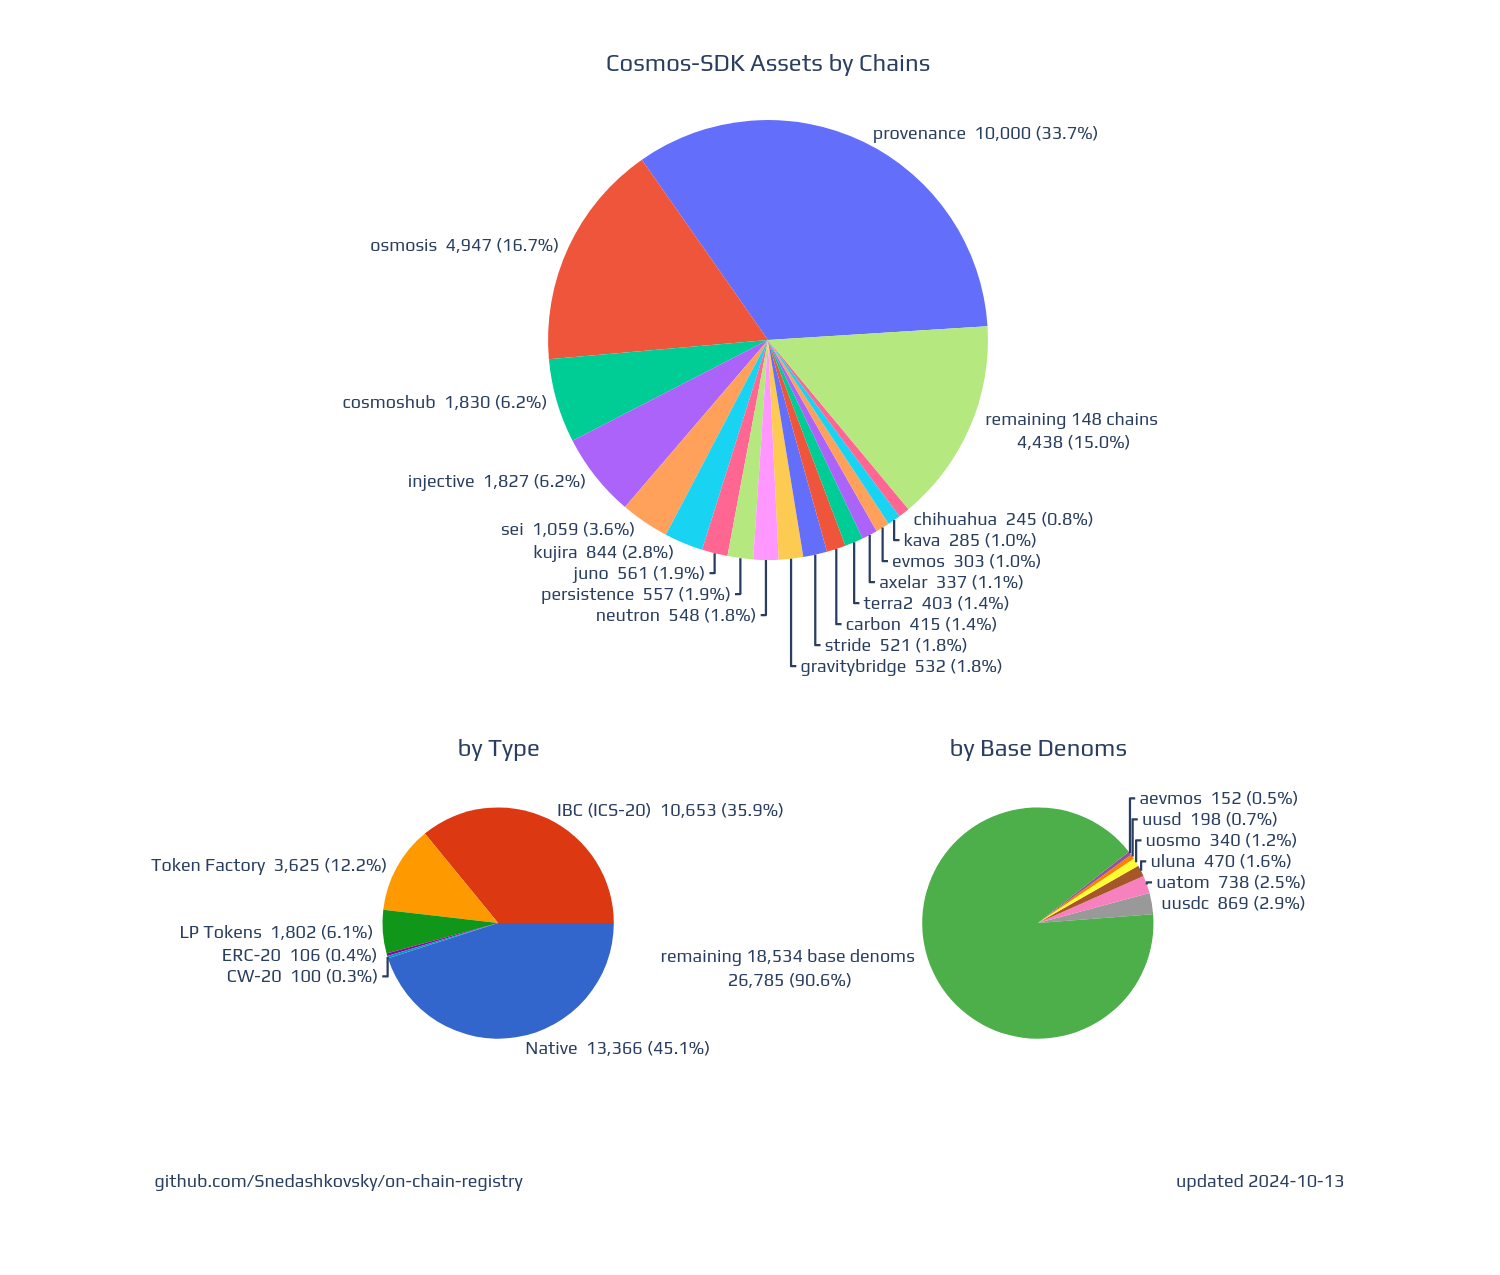 Cosmos-SDK Assets by Chains
provenance 10,000 (33.7%)
osmosis 4,947 (16.7%)
cosmoshub 1,830 (6.2%)
remaining 148 chains
4,438 (15.0%)
injective 1,827 (6.2%)
sei 1,059 (3.6%)
kujira 844 (2.8%)
juno 561 (1.9%)
persistence 557 (1.9%)
neutron 548 (1.8%)
chihuahua 245 (0.8%)
kava 285 (1.0%)
evmos 303 (1.0%)
axelar 337 (1.1%)
terra2 403 (1.4%)
carbon 415 (1.4%)
stride 521 (1.8%)
gravitybridge 532 (1.8%)
by Type
IBC (ICS-20) 10,653 (35.9%)
Token Factory 3,625 (12.2%)
LP Tokens 1,802 (6.1%)
ERC-20 106 (0.4%)
CW-20 100 (0.3%)
Native 13,366 (45.1%)
by Base Denoms
aevmos 152 (0.5%)
uusd 198 (0.7%)
uosmo 340 (1.2%)
uluna 470 (1.6%)
uatom 738 (2.5%)
uusdc 869 (2.9%)
remaining 18,534 base denoms
26,785 (90.6%)
github.com/Snedashkovsky/on-chain-registry
updated 2024-10-13